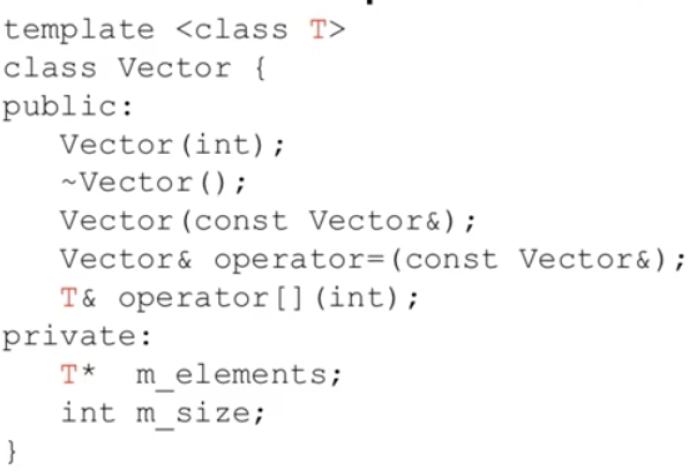 template <class T>
class Vector {
public:
    Vector(int);
    ~Vector();
    Vector(const Vector&);
    Vector& operator=(const Vector&);
    T& operator[](int);
private:
    T*  m_elements;
    int m_size;
}